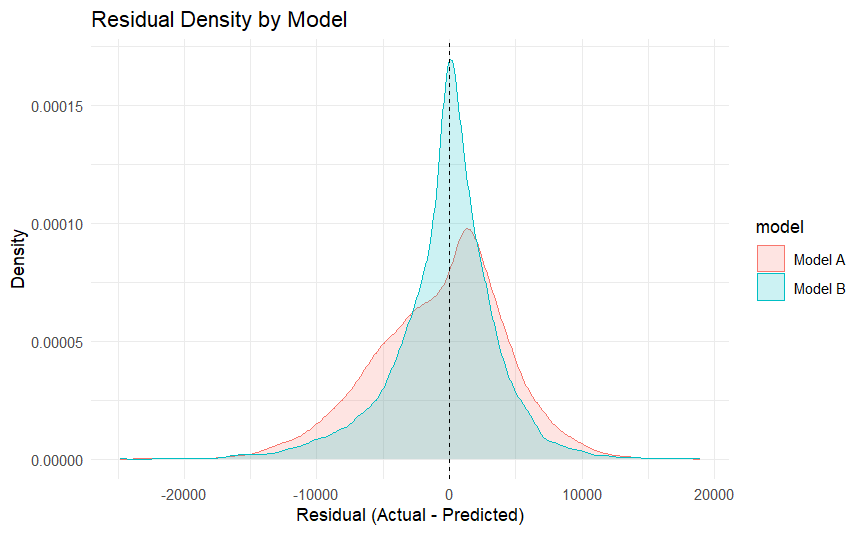 Residual Density by Model
Density
0.00015
0.00010
0.00005
0.00000
-20000 -10000 0 10000 20000
Residual (Actual - Predicted)
model
Model A
Model B